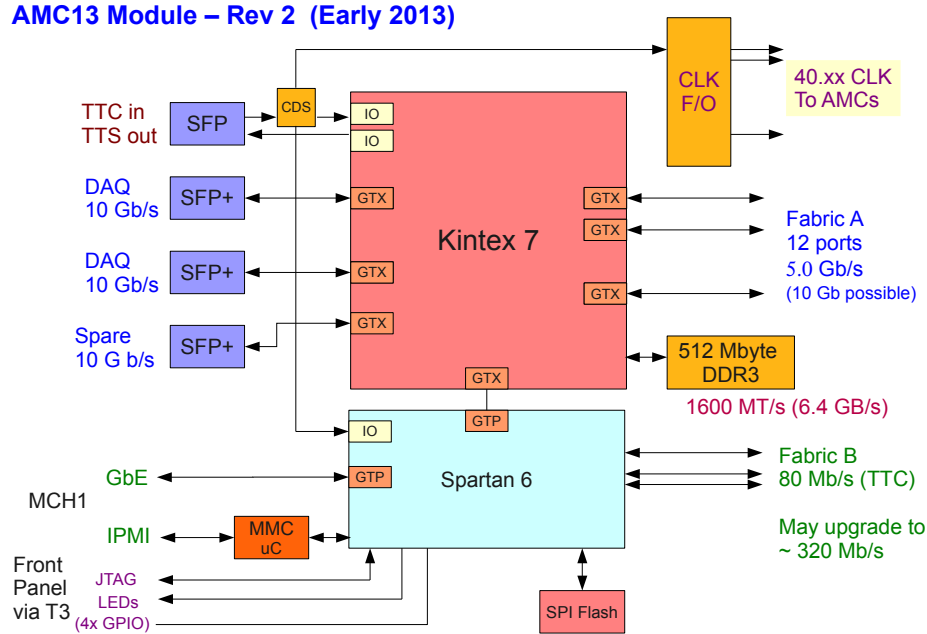 AMC13 Module – Rev 2 (Early 2013)
TTC in
TTS out
SFP
CDS
IO
IO
CLK
F/O
40.xx CLK
To AMCs
DAQ
10 Gb/s
SFP+
GTX
Kintex 7
GTX
GTX
Fabric A
12 ports
5.0 Gb/s
(10 Gb possible)
DAQ
10 Gb/s
SFP+
GTX
GTX
Spare
10 G b/s
SFP+
GTX
GTX
512 Mbyte
DDR3
1600 MT/s (6.4 GB/s)
GTP
IO
Spartan 6
Fabric B
80 Mb/s (TTC)
May upgrade to
~ 320 Mb/s
GbE
GTP
MCH1
IPMI
MMC
uC
Front
Panel
via T3
JTAG
LEDs
(4x GPIO)
SPI Flash